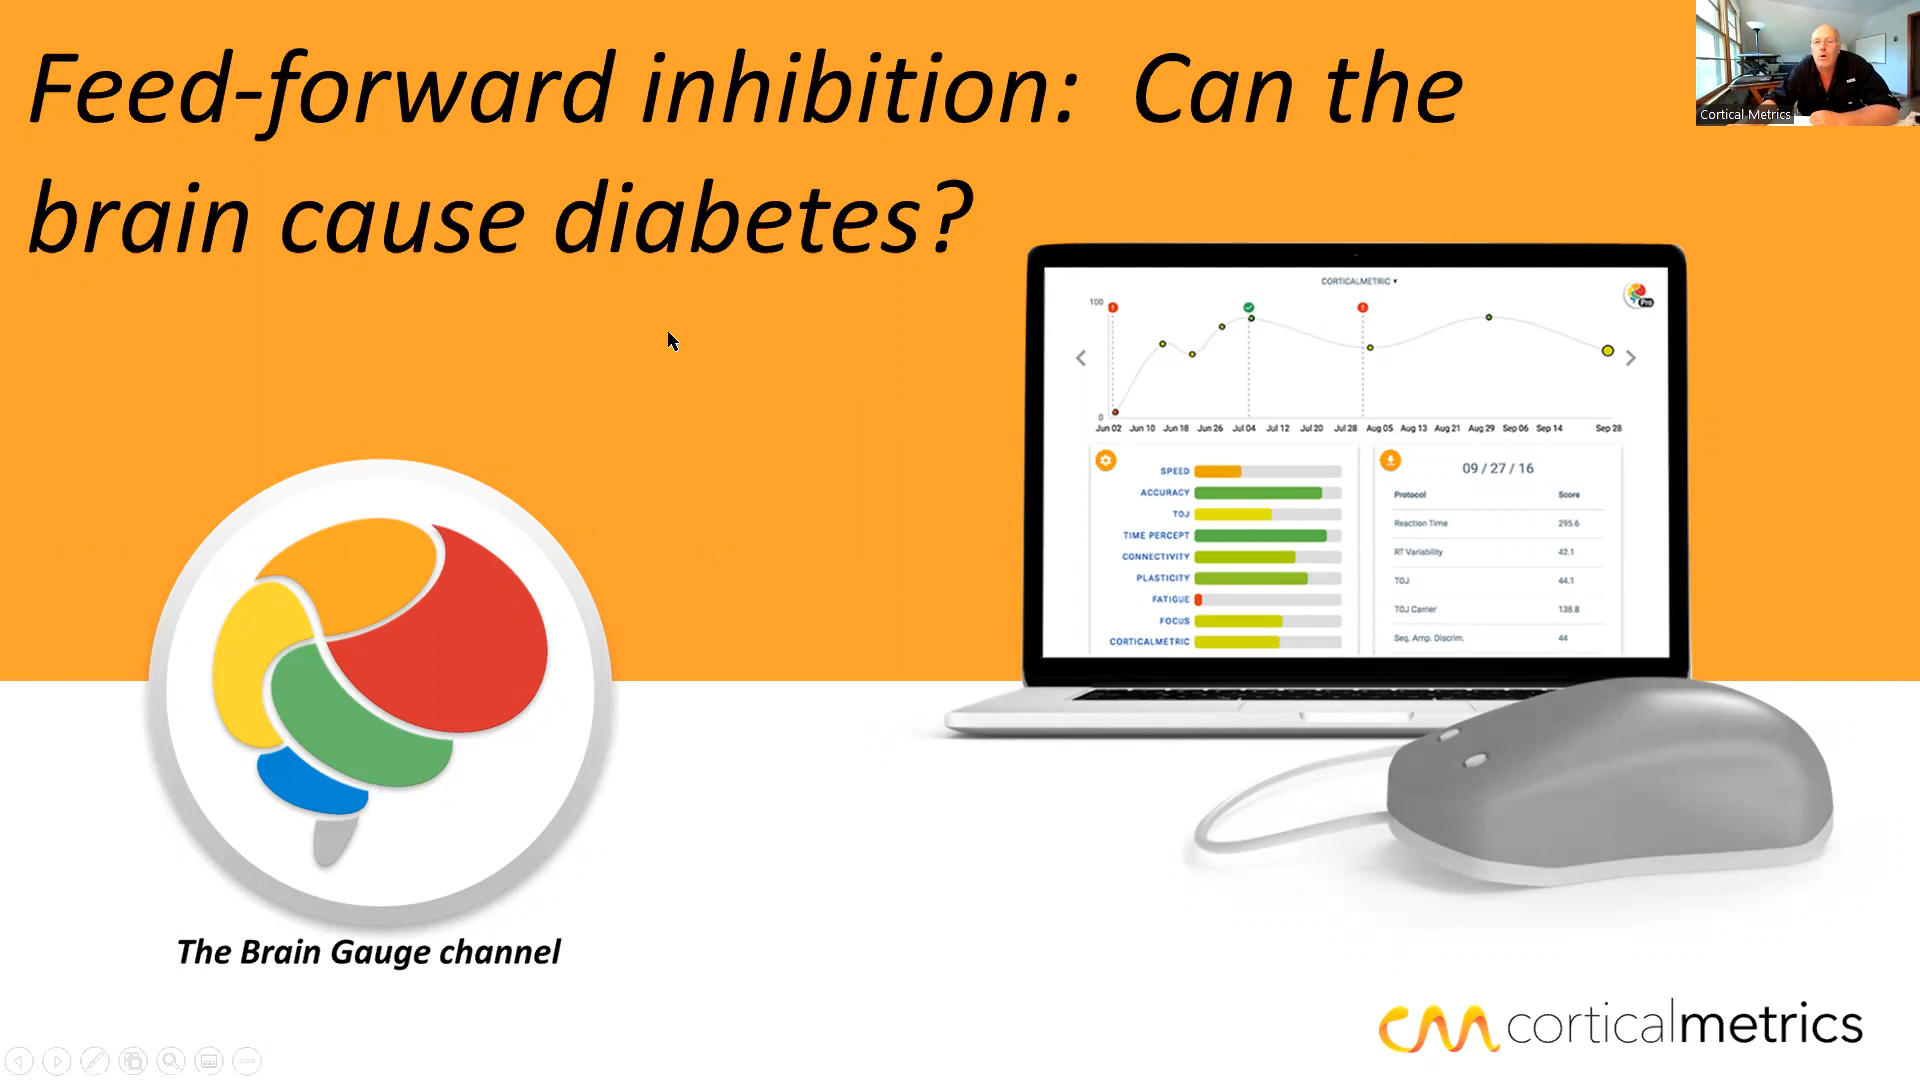 Feed-forward inhibition: Can the
brain cause diabetes?
Cortical Metrics
CORTICALMETRIC
Pro
100
0
Jun 02 Jun 10 Jun 18 Jun 26 Jul 04 Jul 12 Jul 20 Jul 28 Aug 05 Aug 13 Aug 21 Aug 29 Sep 06 Sep 14 Sep 28
SPEED
ACCURACY
TOJ
TIME PERCEPT
CONNECTIVITY
PLASTICITY
FATIGUE
FOCUS
CORTICALMETRIC
09 / 27 / 16
Protocol Score
Reaction Time 295.6
RT Variability 42.1
TOJ 44.1
TOJ Carrier 138.8
Seq. Amp. Discrim. 44
The Brain Gauge channel
cm corticalmetrics